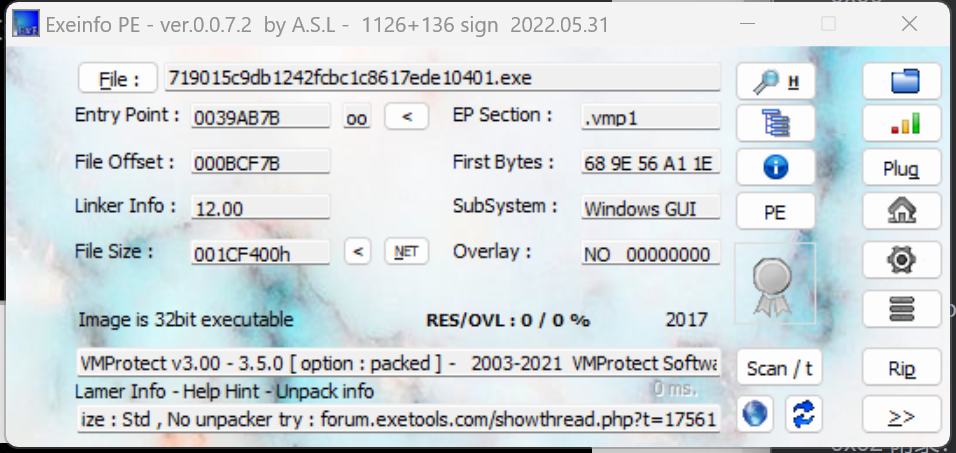 Exeinfo PE - ver.0.0.7.2 by A.S.L - 1126+136 sign 2022.05.31
File : 719015c9db1242fcbc1c8617ede10401.exe H
Entry Point : 0039AB7B oo < EP Section : .vmp1
File Offset : 000BCF7B First Bytes : 68 9E 56 A1 1E Plug
Linker Info : 12.00 SubSystem : Windows GUI PE
File Size : 001CF400h < NET Overlay : NO 00000000
Image is 32bit executable RES/OVL : 0 / 0 % 2017
VMProtect v3.00 - 3.5.0 [ option : packed ] - 2003-2021 VMProtect Softwa Scan / t Rip
Lamer Info - Help Hint - Unpack info 0 ms.
ize : Std , No unpacker try : forum.exetools.com/showthread.php?t=17561 >>